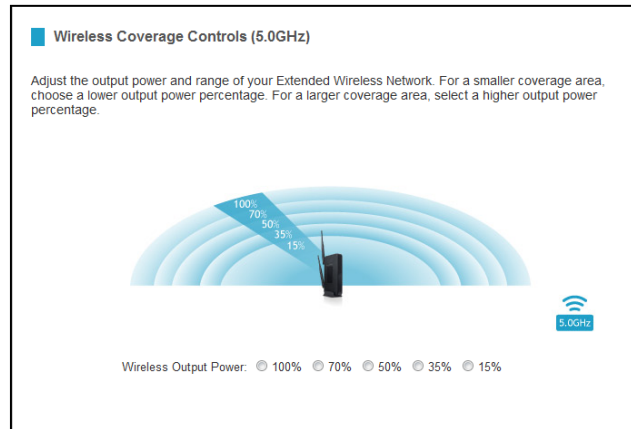 Wireless Coverage Controls (5.0GHz)
Adjust the output power and range of your Extended Wireless Network. For a smaller coverage area,
choose a lower output power percentage. For a larger coverage area, select a higher output power
percentage.
100%
70%
50%
35%
15%
5.0GHz
Wireless Output Power: 100% 70% 50% 35% 15%